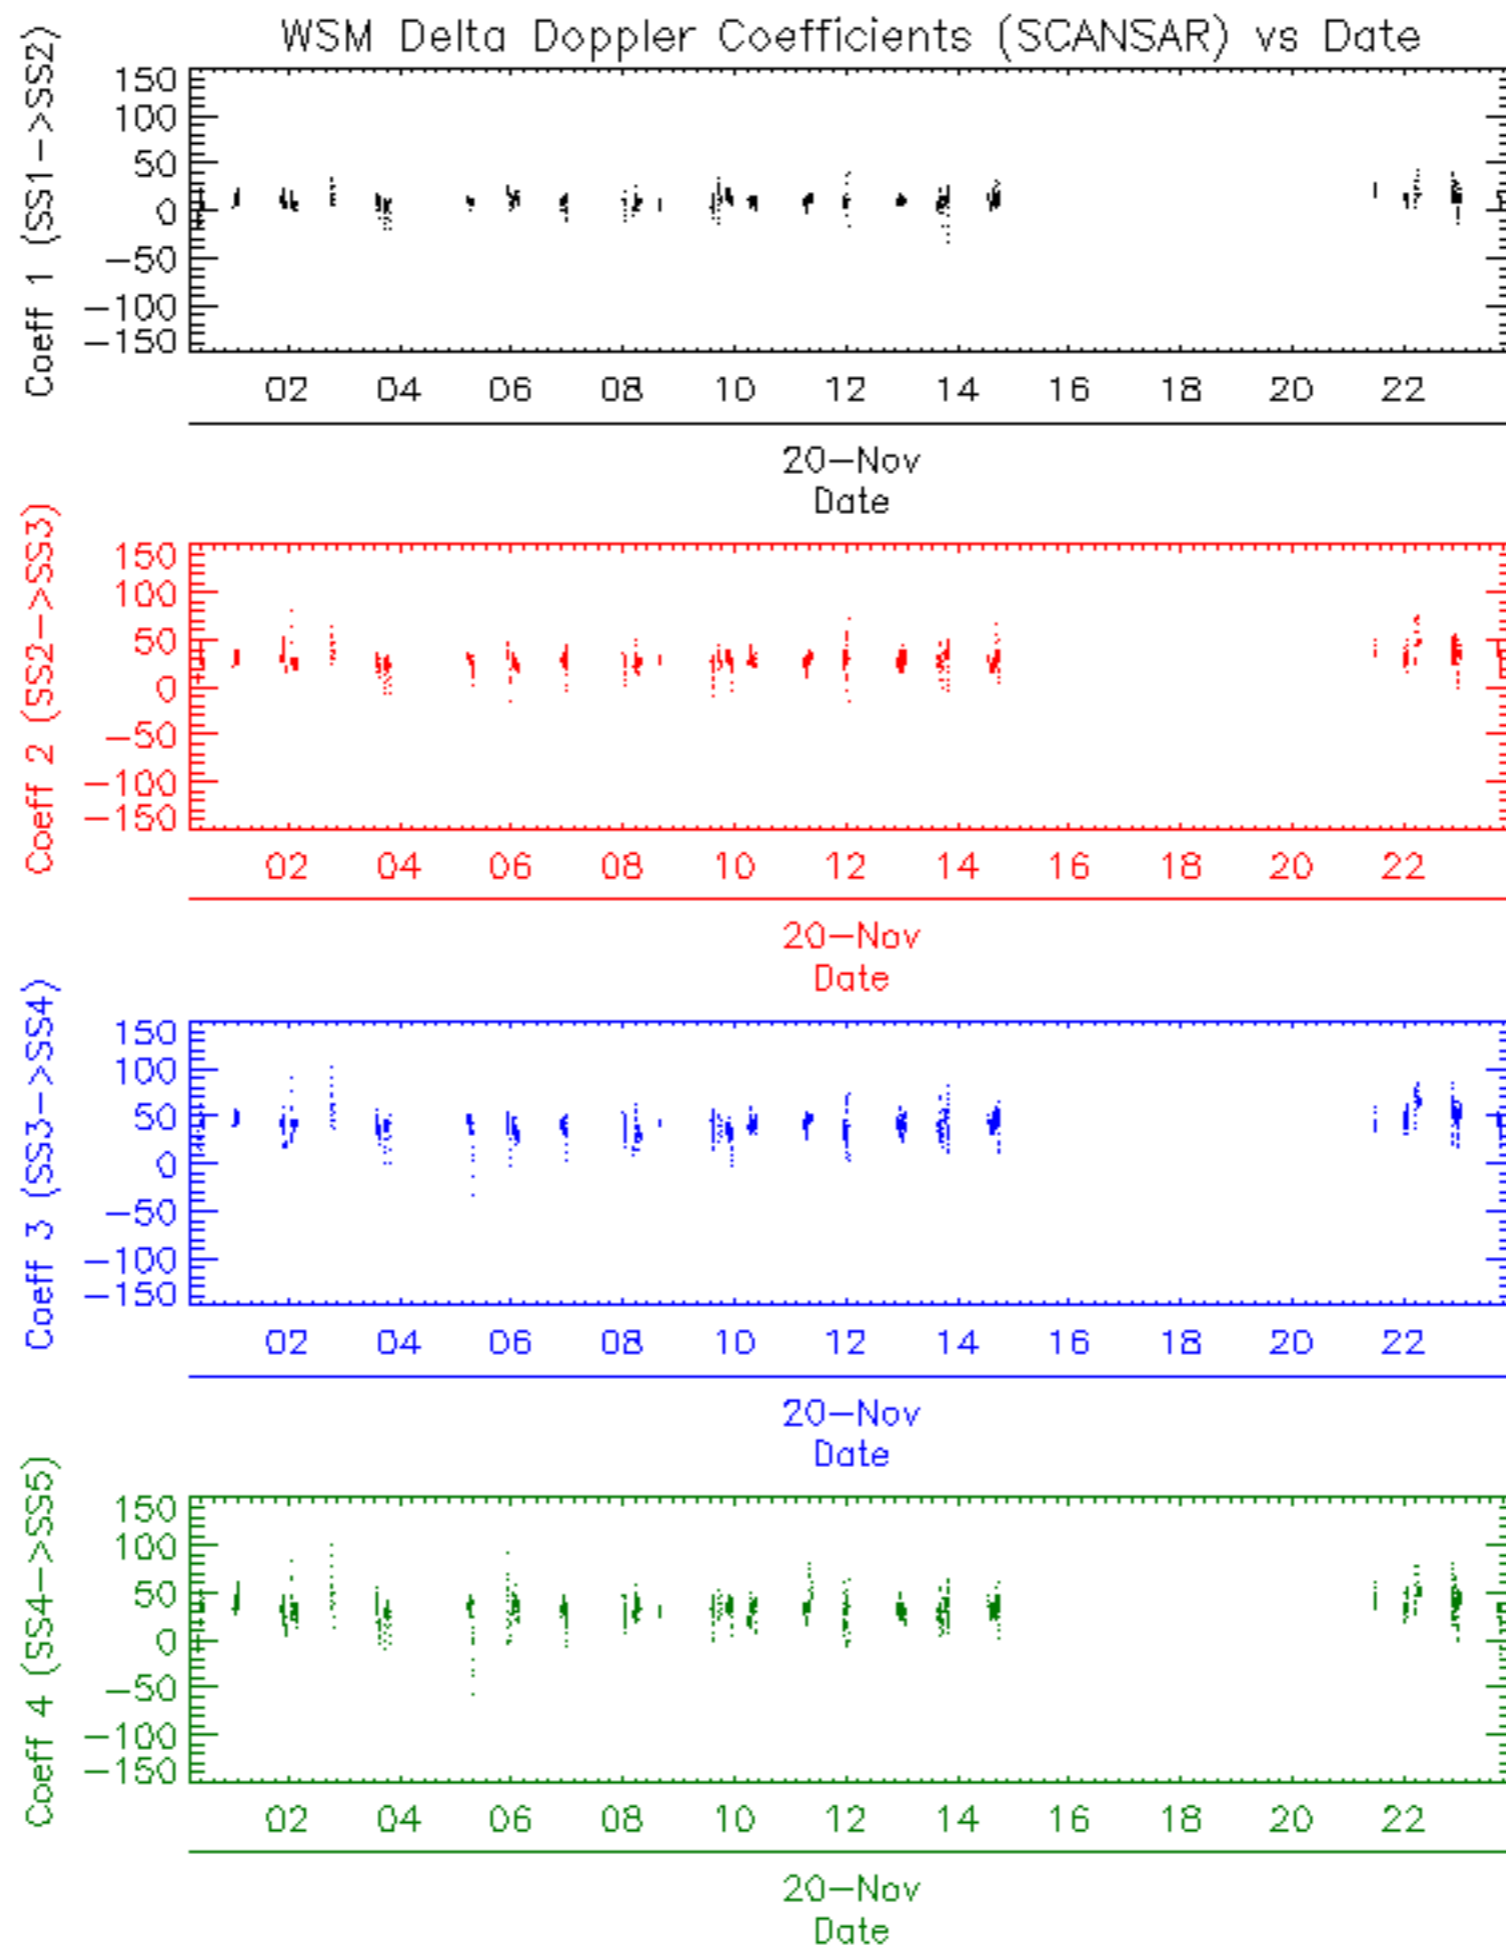 WSM Delta Doppler Coefficients (SCANSAR) vs Date
Coeff 1 (SS1->SS2)
150
100
50
0
-50
-100
-150
02 04 06 08 10 12 14 16 18 20 22
20-Nov
Date
Coeff 2 (SS2->SS3)
150
100
50
0
-50
-100
-150
02 04 06 08 10 12 14 16 18 20 22
20-Nov
Date
Coeff 3 (SS3->SS4)
150
100
50
0
-50
-100
-150
02 04 06 08 10 12 14 16 18 20 22
20-Nov
Date
Coeff 4 (SS4->SS5)
150
100
50
0
-50
-100
-150
02 04 06 08 10 12 14 16 18 20 22
20-Nov
Date